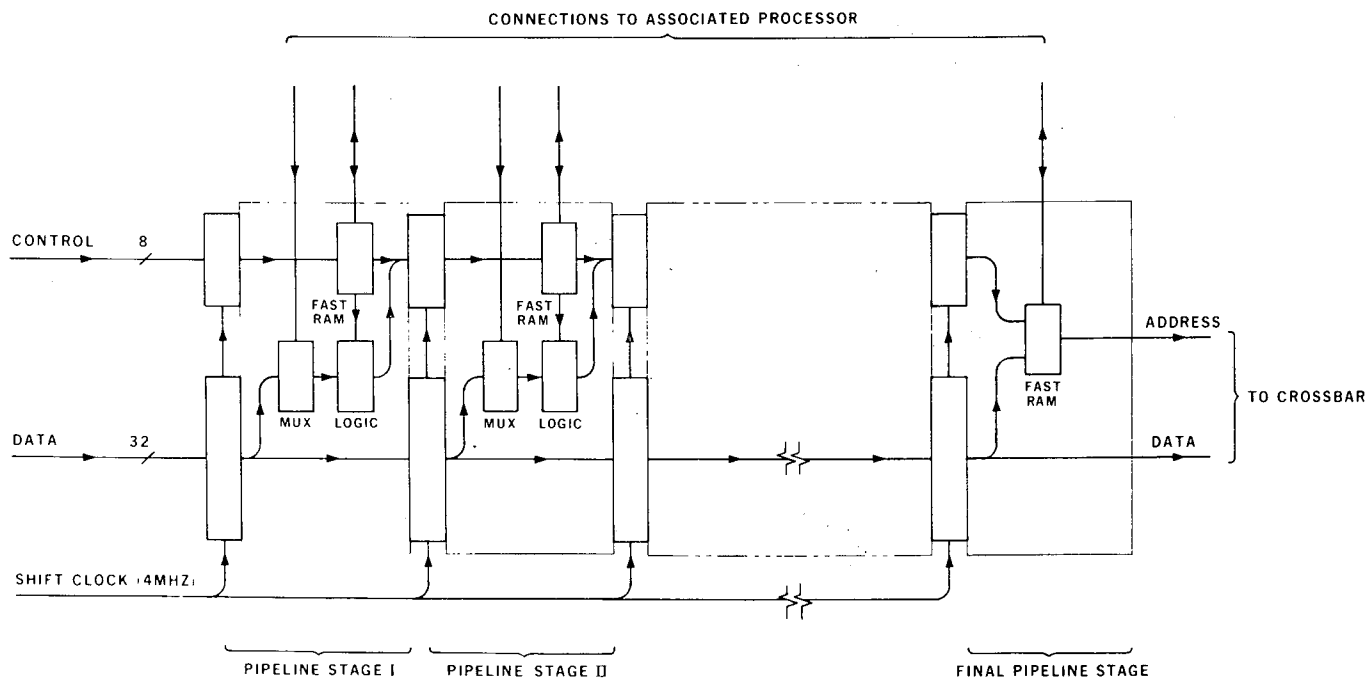 CONNECTIONS TO ASSOCIATED PROCESSOR
CONTROL 8
FAST
RAM
FAST
RAM
ADDRESS
FAST
RAM
TO CROSSBAR
MUX LOGIC
MUX LOGIC
DATA 32
DATA
SHIFT CLOCK (4MHZ)
PIPELINE STAGE I
PIPELINE STAGE II
FINAL PIPELINE STAGE